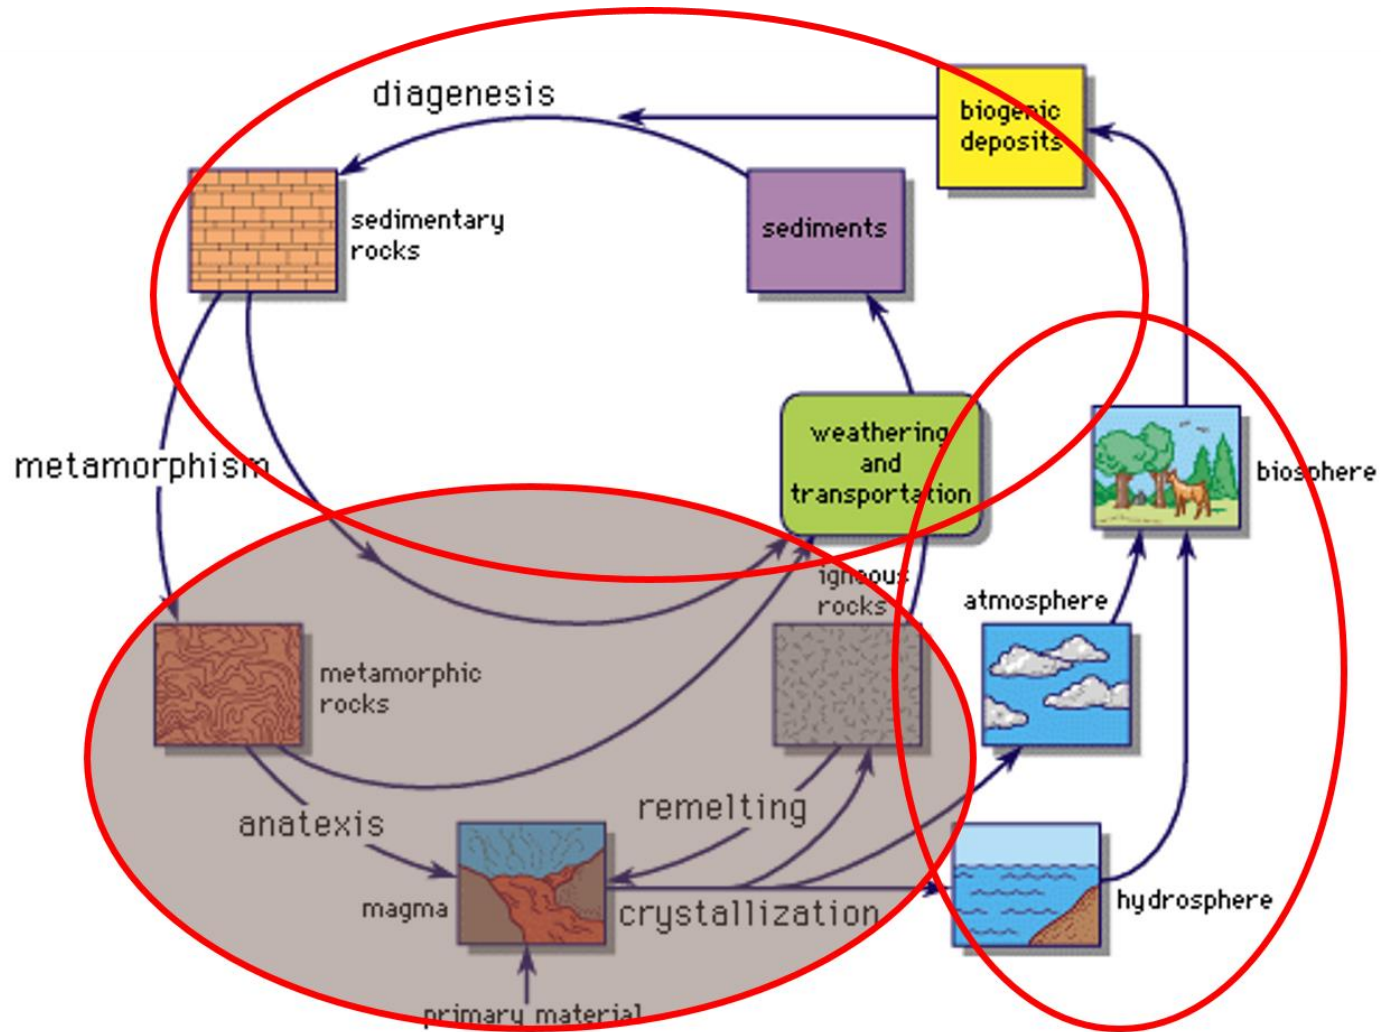 diagenesis
biogenic
deposits
sedimentary
rocks
sediments
weathering
and
transportation
metamorphism
biosphere
igneous
rocks
atmosphere
metamorphic
rocks
anatexis
remelting
magma
crystallization
hydrosphere
primary material